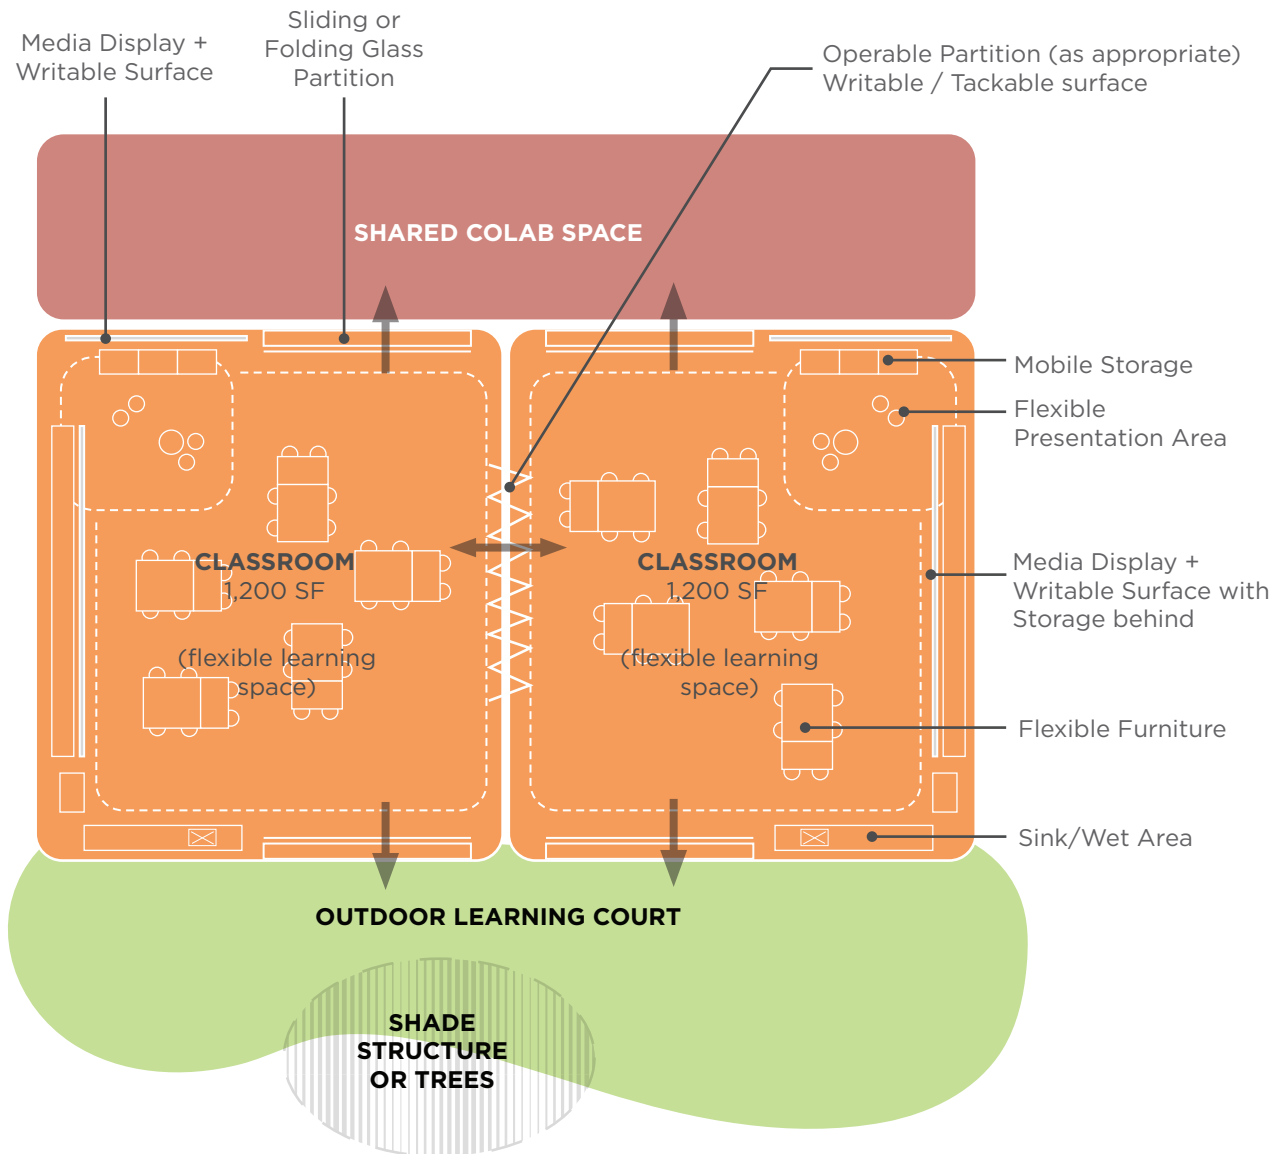 Sliding or
Folding Glass
Partition
Media Display +
Writable Surface
Operable Partition (as appropriate)
Writable / Tackable surface
SHARED COLAB SPACE
Mobile Storage
Flexible
Presentation Area
CLASSROOM
1,200 SF
(flexible learning
space)
CLASSROOM
1,200 SF
(flexible learning
space)
Media Display +
Writable Surface with
Storage behind
Flexible Furniture
Sink/Wet Area
OUTDOOR LEARNING COURT
SHADE
STRUCTURE
OR TREES